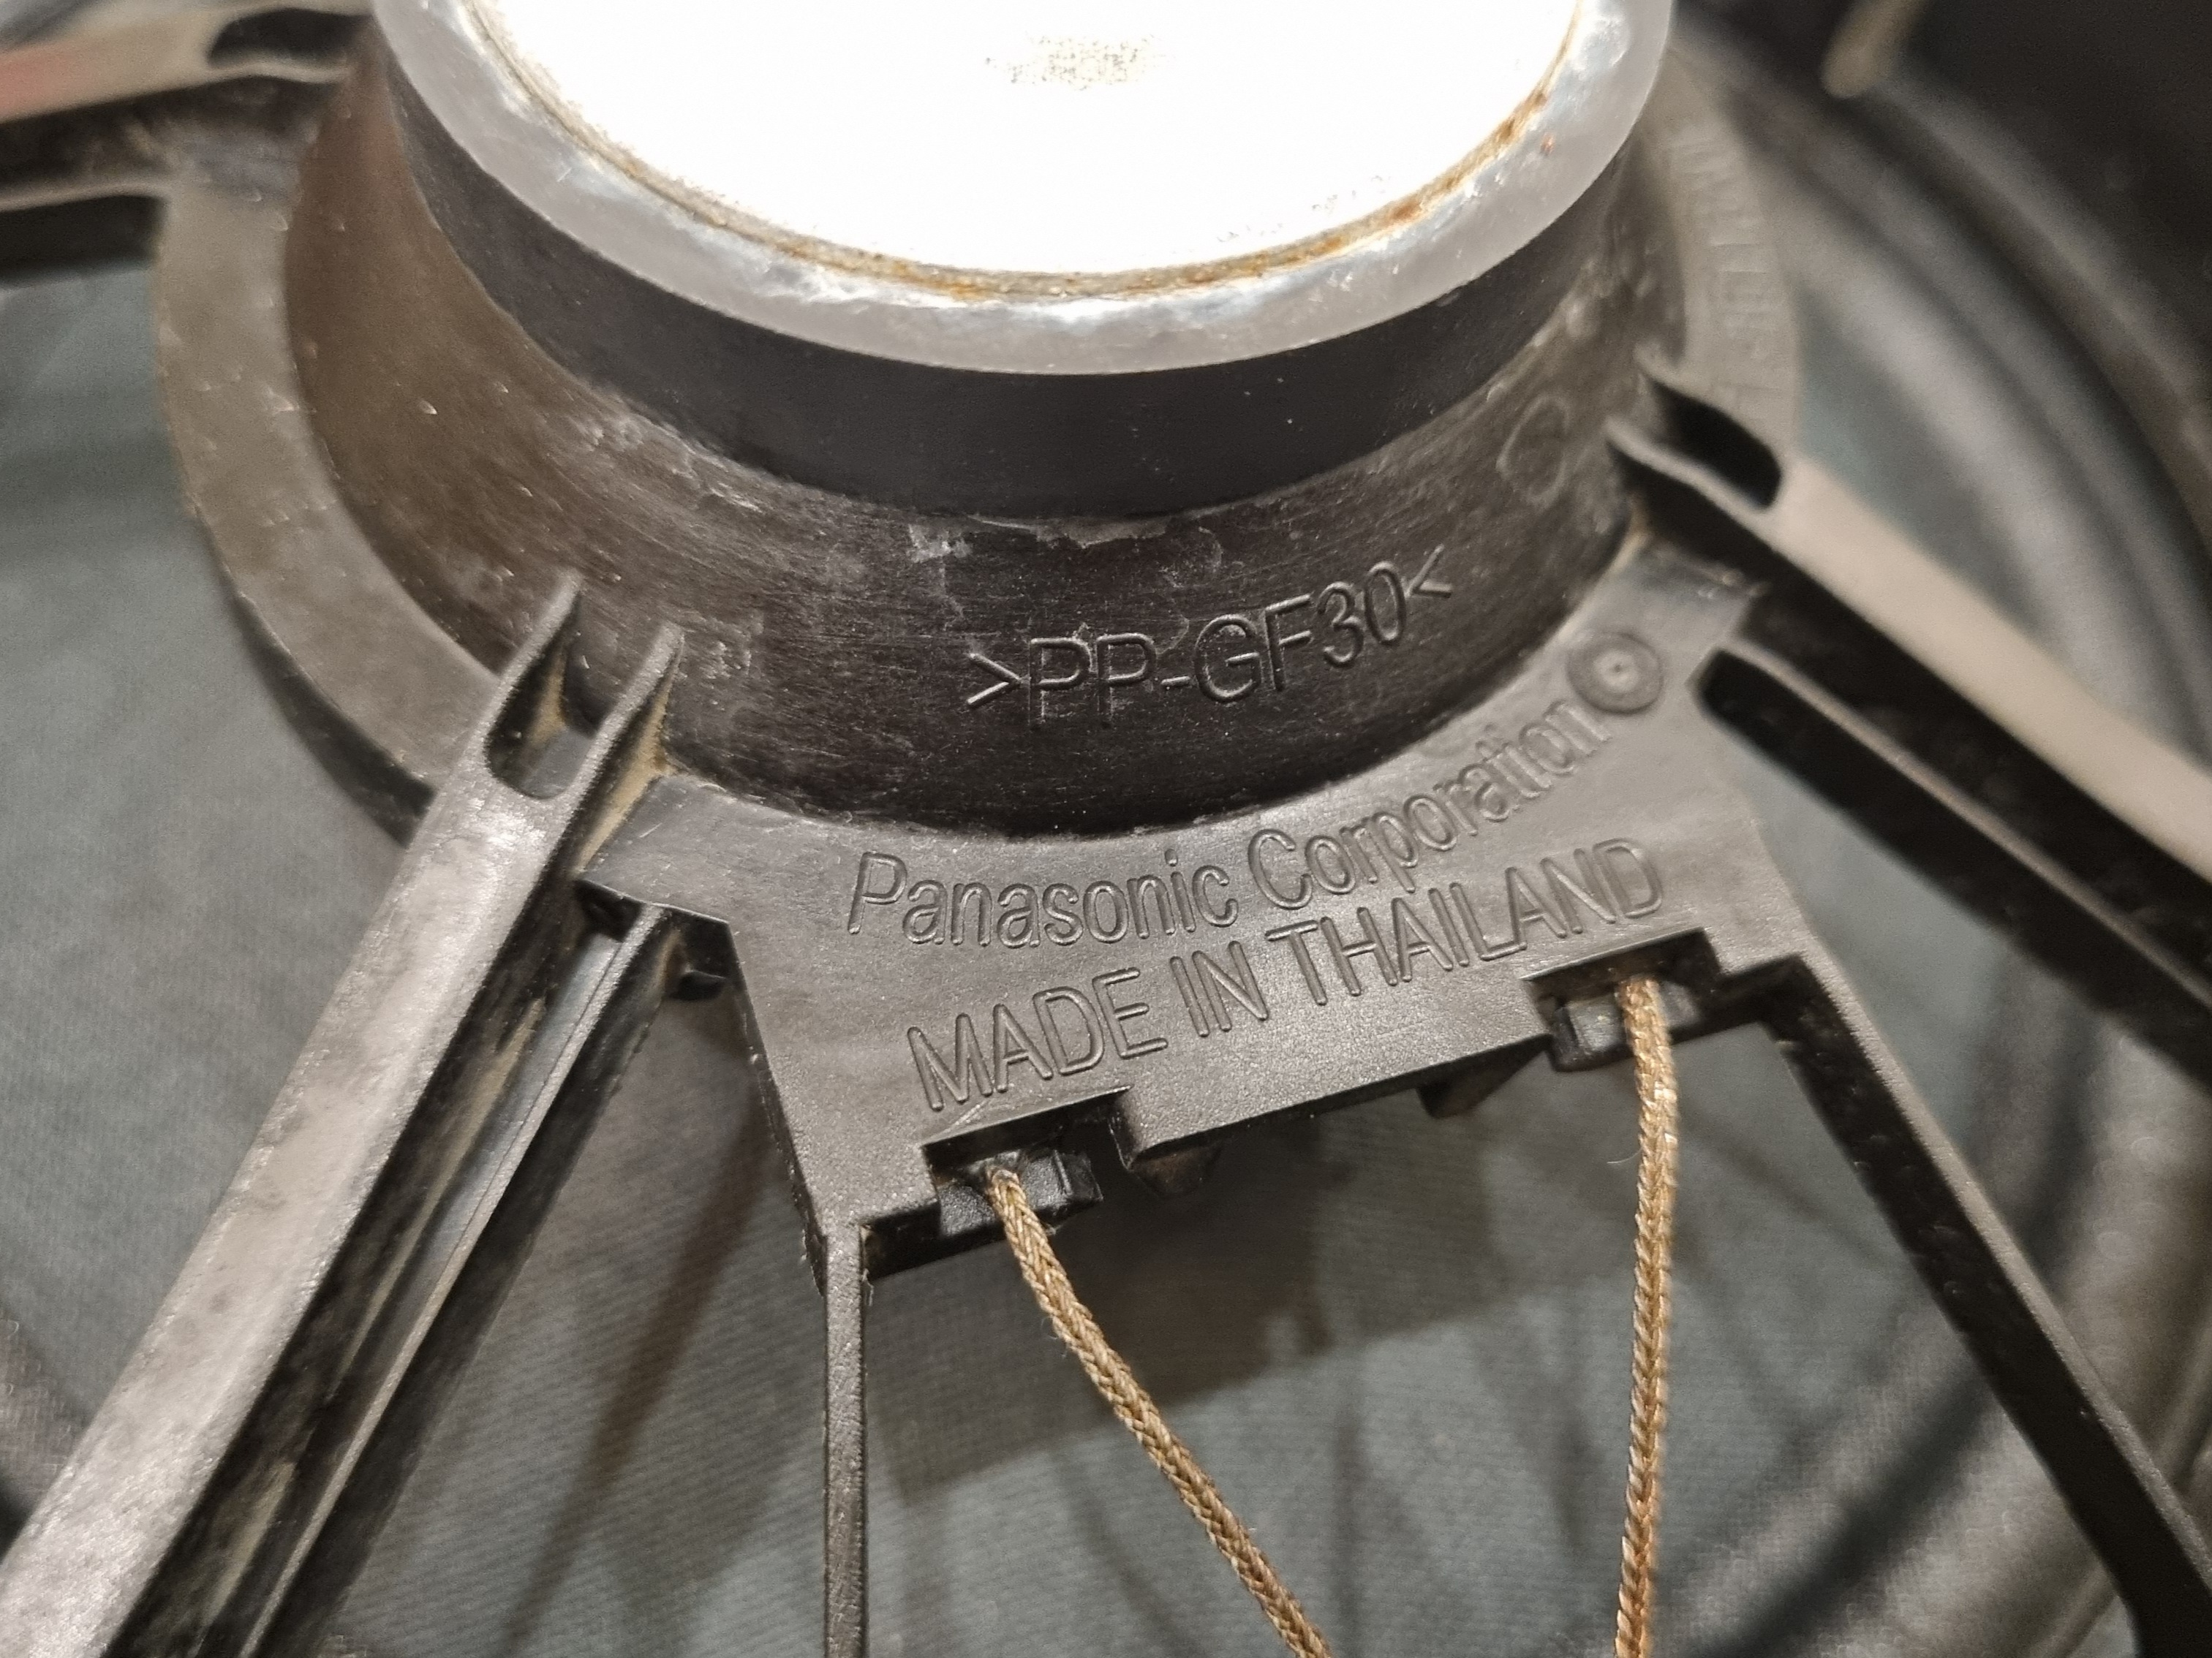 >PP-GF30<
Panasonic Corporation
MADE IN THAILAND